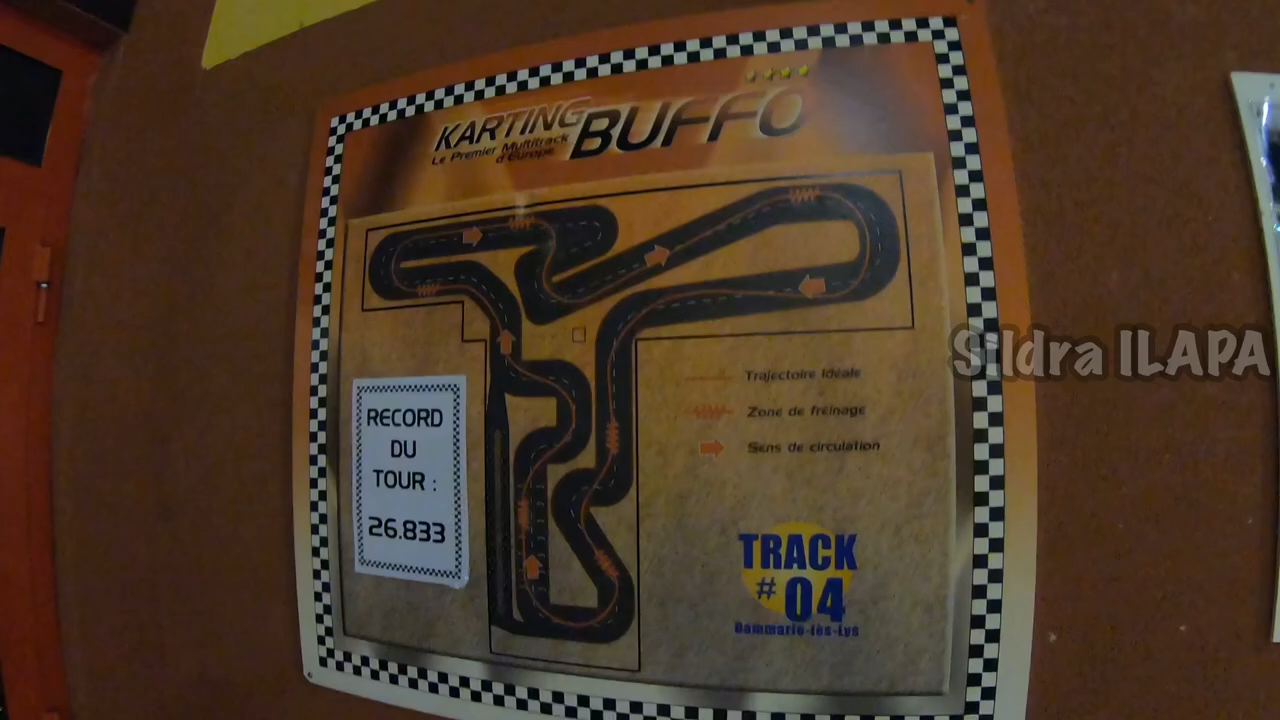 KARTING BUFFO
Le Premier Multitrack
d'Europe
Sildra ILAPA
Trajectoire Idéale
Zone de freinage
Sens de circulation
RECORD
DU
TOUR :
26.833
TRACK
# 04
Dammarie-lès-Lys